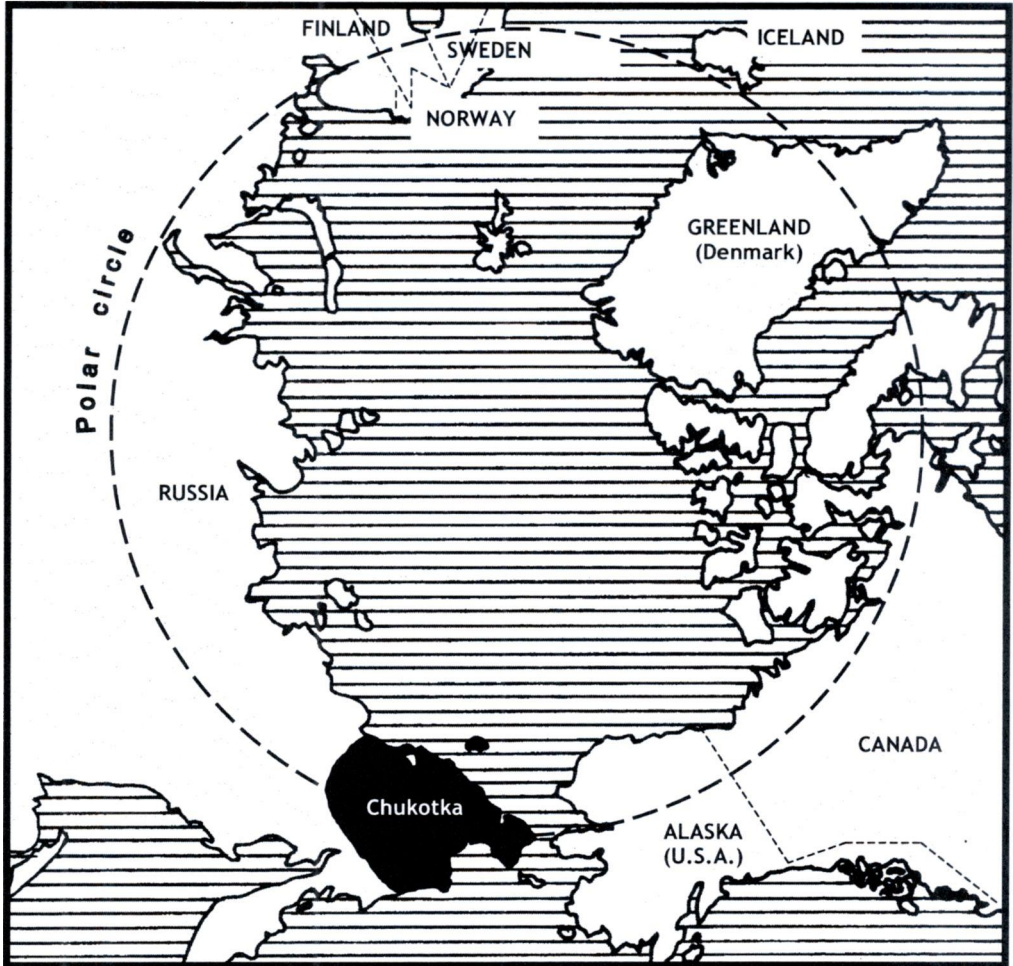 FINLAND
SWEDEN
ICELAND
NORWAY
GREENLAND
(Denmark)
Polar circle
RUSSIA
CANADA
Chukotka
ALASKA
(U.S.A.)